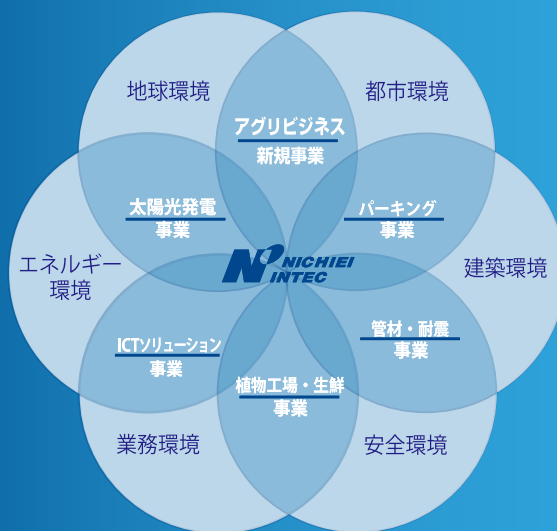 地球環境
都市環境
アグリビジネス
新規事業
太陽光発電
事業
パーキング
事業
エネルギー
環境
NICHIEI
INTEC
建築環境
ICTソリューション
事業
管材・耐震
事業
植物工場・生鮮
事業
業務環境
安全環境